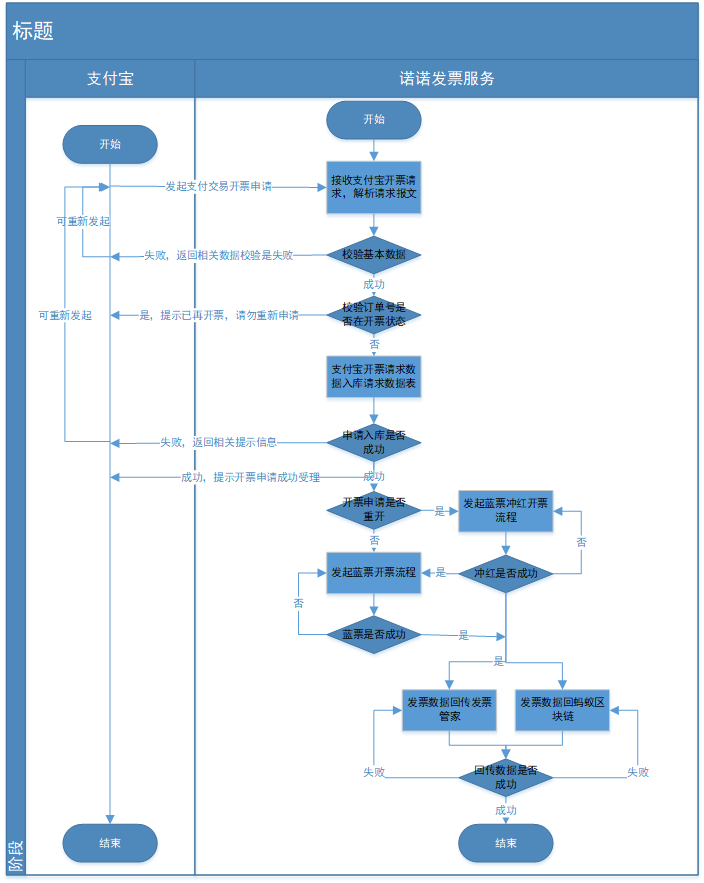 标题
支付宝
诺诺发票服务
开始
开始
发起支付交易开票申请
接收支付宝开票请
求，解析请求报文
可重新发起
失败，返回相关数据校验是失败
校验基本数据
成功
可重新发起
是，提示已再开票，请勿重新申请
校验订单号是
否在开票状态
否
支付宝开票请求数
据入库请求数据表
失败，返回相关提示信息
申请入库是否
成功
成功，提示开票申请成功受理
成功
开票申请是否
重开
是
发起蓝票冲红开票
流程
否
否
发起蓝票开票流程
是
冲红是否成功
否
蓝票是否成功
是
是
发票数据回传发票
管家
发票数据回蚂蚁区
块链
失败
回传数据是否
成功
失败
成功
结束
结束
阶段